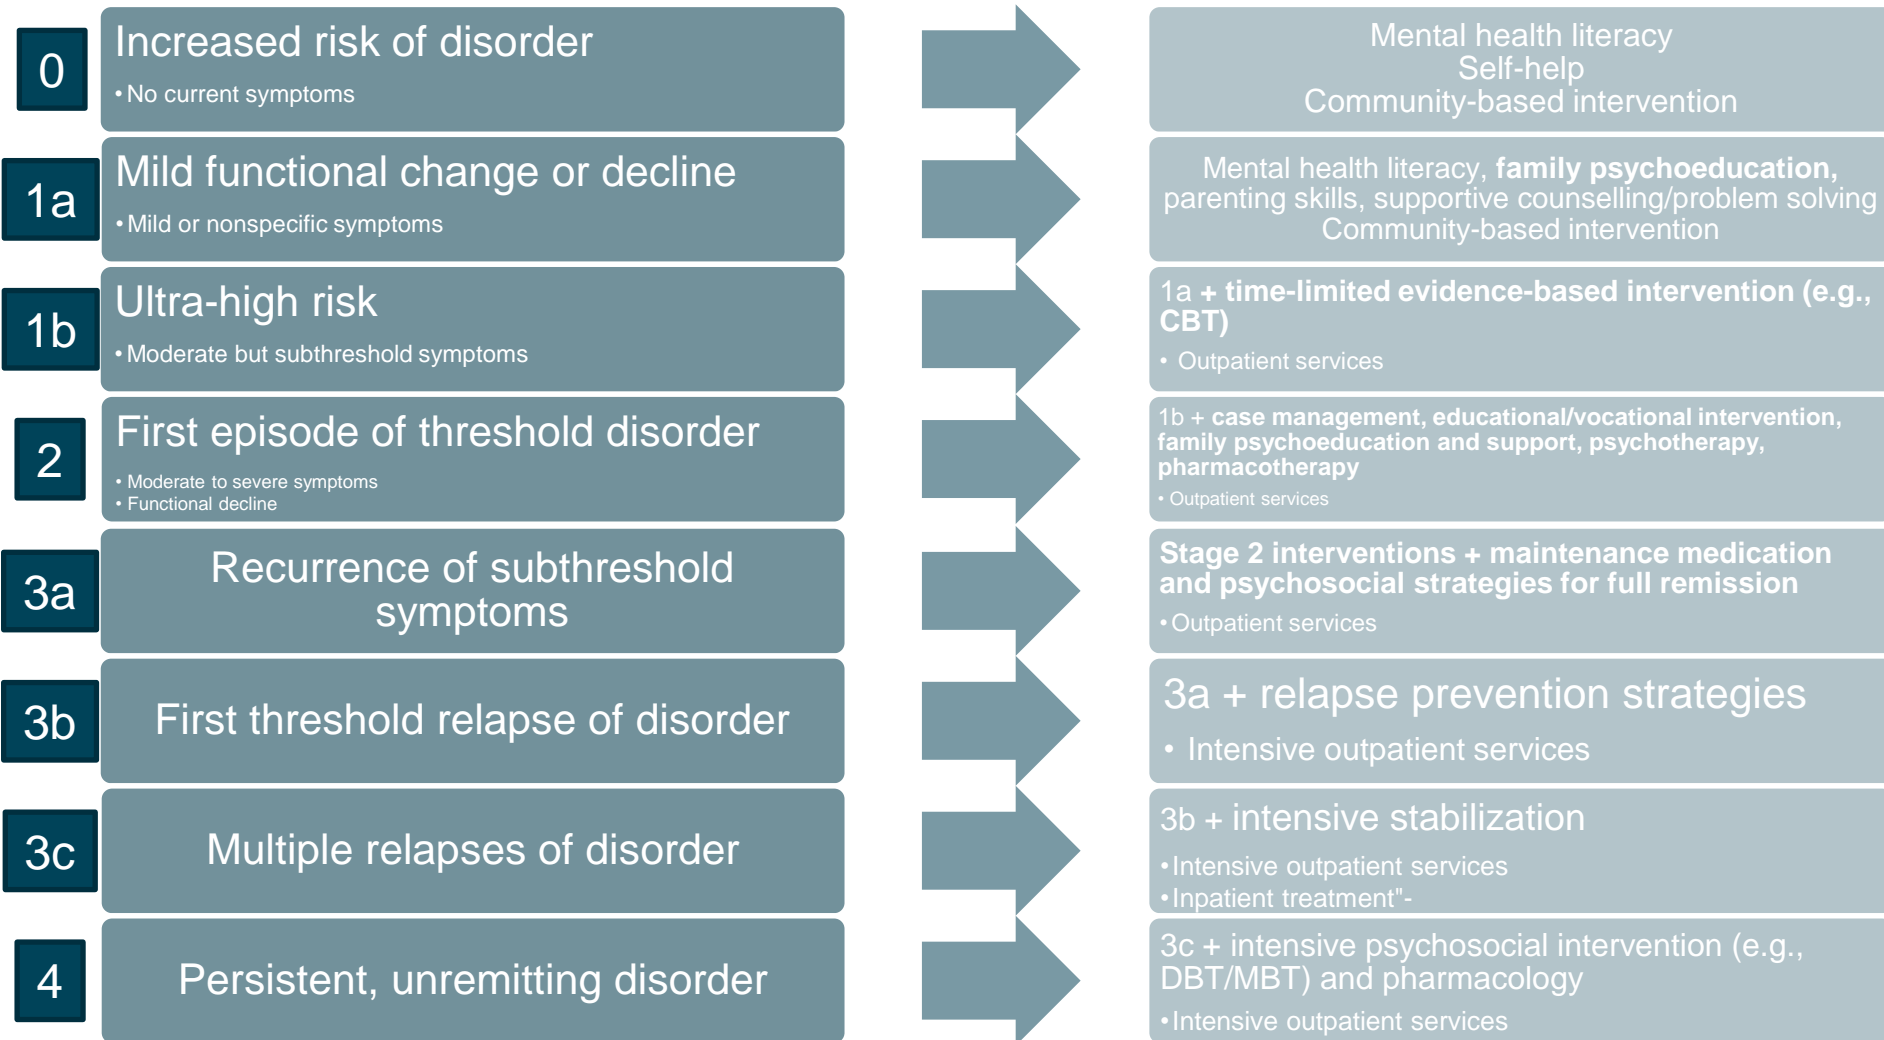 0
Increased risk of disorder
• No current symptoms
Mental health literacy
Self-help
Community-based intervention
1a
Mild functional change or decline
• Mild or nonspecific symptoms
Mental health literacy, family psychoeducation,
parenting skills, supportive counselling/problem solving
Community-based intervention
1b
Ultra-high risk
• Moderate but subthreshold symptoms
1a + time-limited evidence-based intervention (e.g.,
CBT)
• Outpatient services
2
First episode of threshold disorder
• Moderate to severe symptoms
• Functional decline
1b + case management, educational/vocational intervention,
family psychoeducation and support, psychotherapy,
pharmacotherapy
• Outpatient services
3a
Recurrence of subthreshold
symptoms
Stage 2 interventions + maintenance medication
and psychosocial strategies for full remission
• Outpatient services
3b
First threshold relapse of disorder
3a + relapse prevention strategies
• Intensive outpatient services
3c
Multiple relapses of disorder
3b + intensive stabilization
• Intensive outpatient services
• Inpatient treatment"-
4
Persistent, unremitting disorder
3c + intensive psychosocial intervention (e.g.,
DBT/MBT) and pharmacology
• Intensive outpatient services